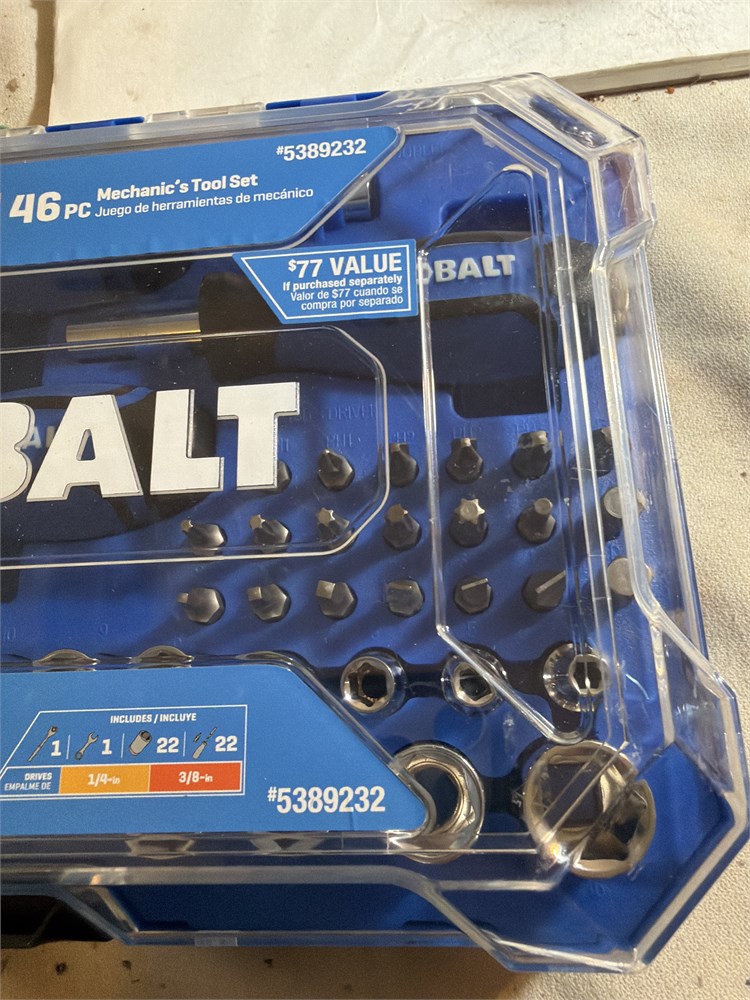 #5389232
46 PC Mechanic's Tool Set
Juego de herramientas de mecánico
$77 VALUE
If purchased separately
Valor de $77 cuando se
compra por separado
OBALT
BALT
INCLUDES / INCLUYE
1 1 22 22
DRIVES
EMPALME DE
1/4-in 3/8-in
#5389232